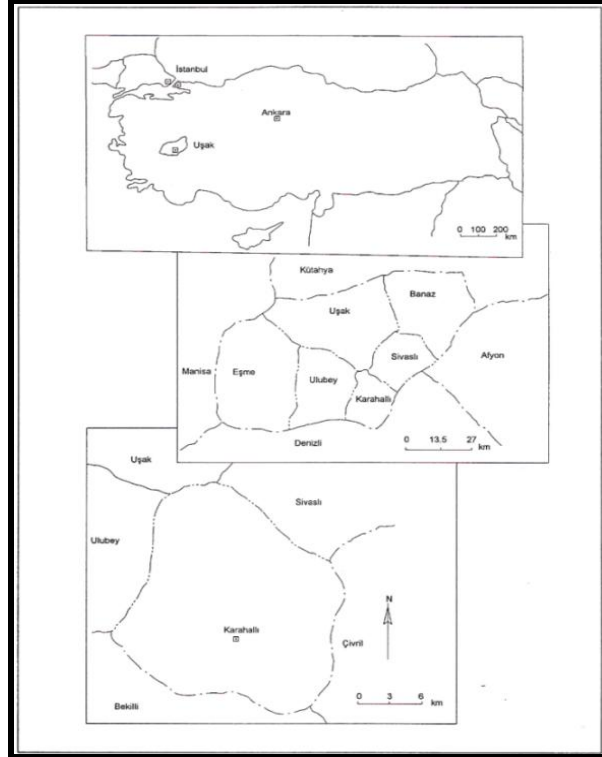 İstanbul
Ankara
Uşak
0 100 200
km
Kütahya
Banaz
Uşak
Sivaslı
Afyon
Manisa
Eşme
Ulubey
Karahallı
Denizli
0 13.5 27
km
Uşak
Sivaslı
Ulubey
N
Karahallı
Çivril
0 3 6
km
Bekilli